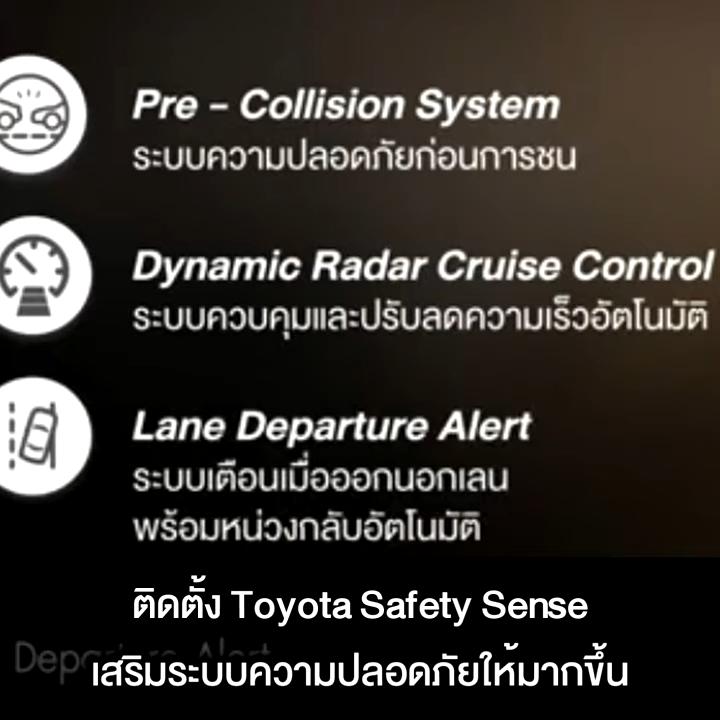 Pre - Collision System
ระบบความปลอดภัยก่อนการชน
Dynamic Radar Cruise Control
ระบบควบคุมและปรับลดความเร็วอัตโนมัติ
Lane Departure Alert
ระบบเตือนเมื่อออกนอกเลน
พร้อมหน่วงกลับอัตโนมัติ
ติดตั้ง Toyota Safety Sense
Departure Alert
เสริมระบบความปลอดภัยให้มากขึ้น